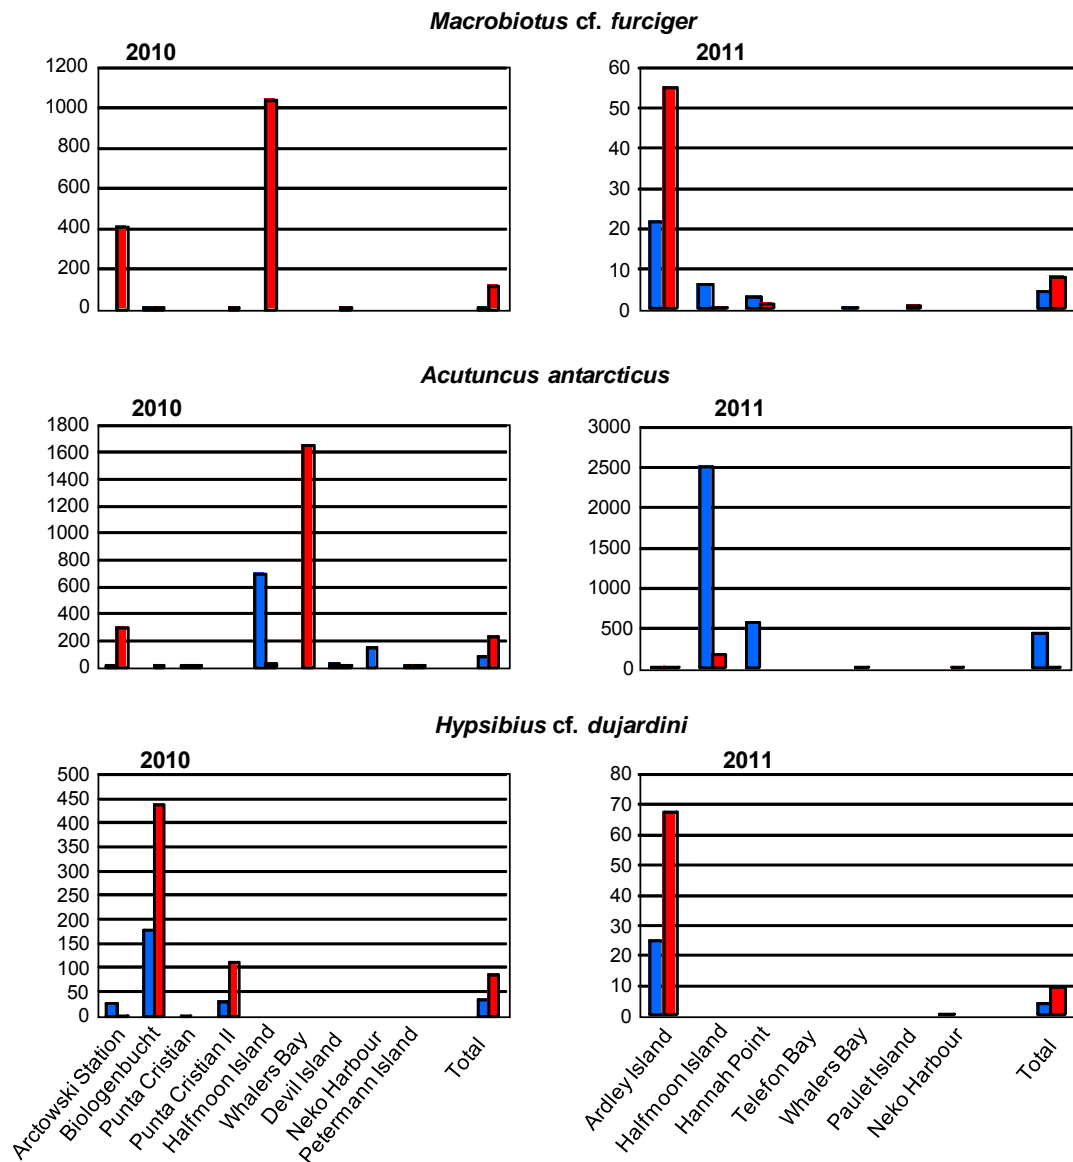 Macrobiotus cf. furciger
2010
1200
1000
800
600
400
200
0
2011
60
50
40
30
20
10
0
Acutuncus antarcticus
2010
1800
1600
1400
1200
1000
800
600
400
200
0
2011
3000
2500
2000
1500
1000
500
0
Hypsibius cf. dujardini
2010
500
450
400
350
300
250
200
150
100
50
0
Arctowski Station
Biologenbucht
Punta Cristian
Punta Cristian II
Halfmoon Island
Whalers Bay
Devil Island
Neko Harbour
Petermann Island
Total
2011
80
70
60
50
40
30
20
10
0
Ardley Island
Halfmoon Island
Hannah Point
Telefon Bay
Whalers Bay
Paulet Island
Neko Harbour
Total